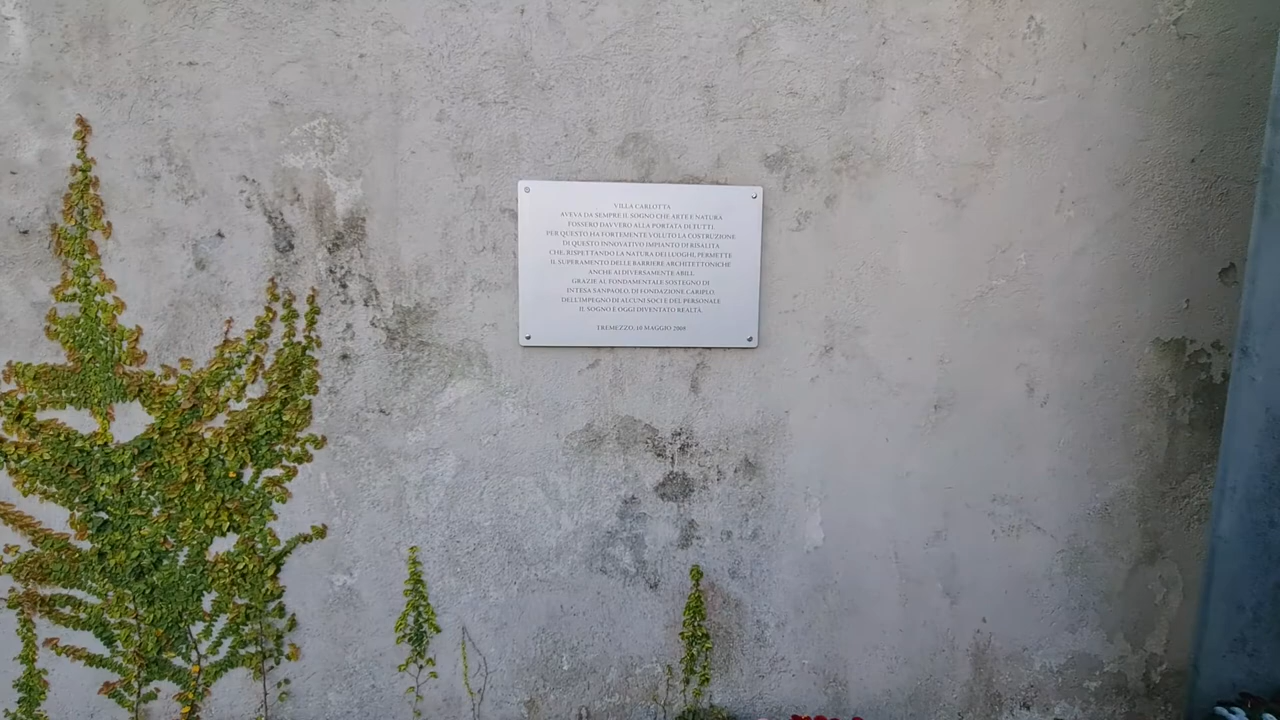 VILLA CARLOTTA
AVEVA DA SEMPRE IL SOGNO CHE ARTE E NATURA
FOSSERO DAVVERO ALLA PORTATA DI TUTTI.
PER QUESTO HA FORTEMENTE VOLUTO LA COSTRUZIONE
DI QUESTO INNOVATIVO IMPIANTO DI RISALITA
CHE, RISPETTANDO LA NATURA DEI LUOGHI, PERMETTE
IL SUPERAMENTO DELLE BARRIERE ARCHITETTONICHE
ANCHE AI DIVERSAMENTE ABILI.
GRAZIE AL FONDAMENTALE SOSTEGNO DI
INTESA SANPAOLO, DI FONDAZIONE CARIPLO,
DELL'IMPEGNO DI ALCUNI SOCI E DEL PERSONALE
IL SOGNO È OGGI DIVENTATO REALTÀ.
TREMEZZO, 10 MAGGIO 2008